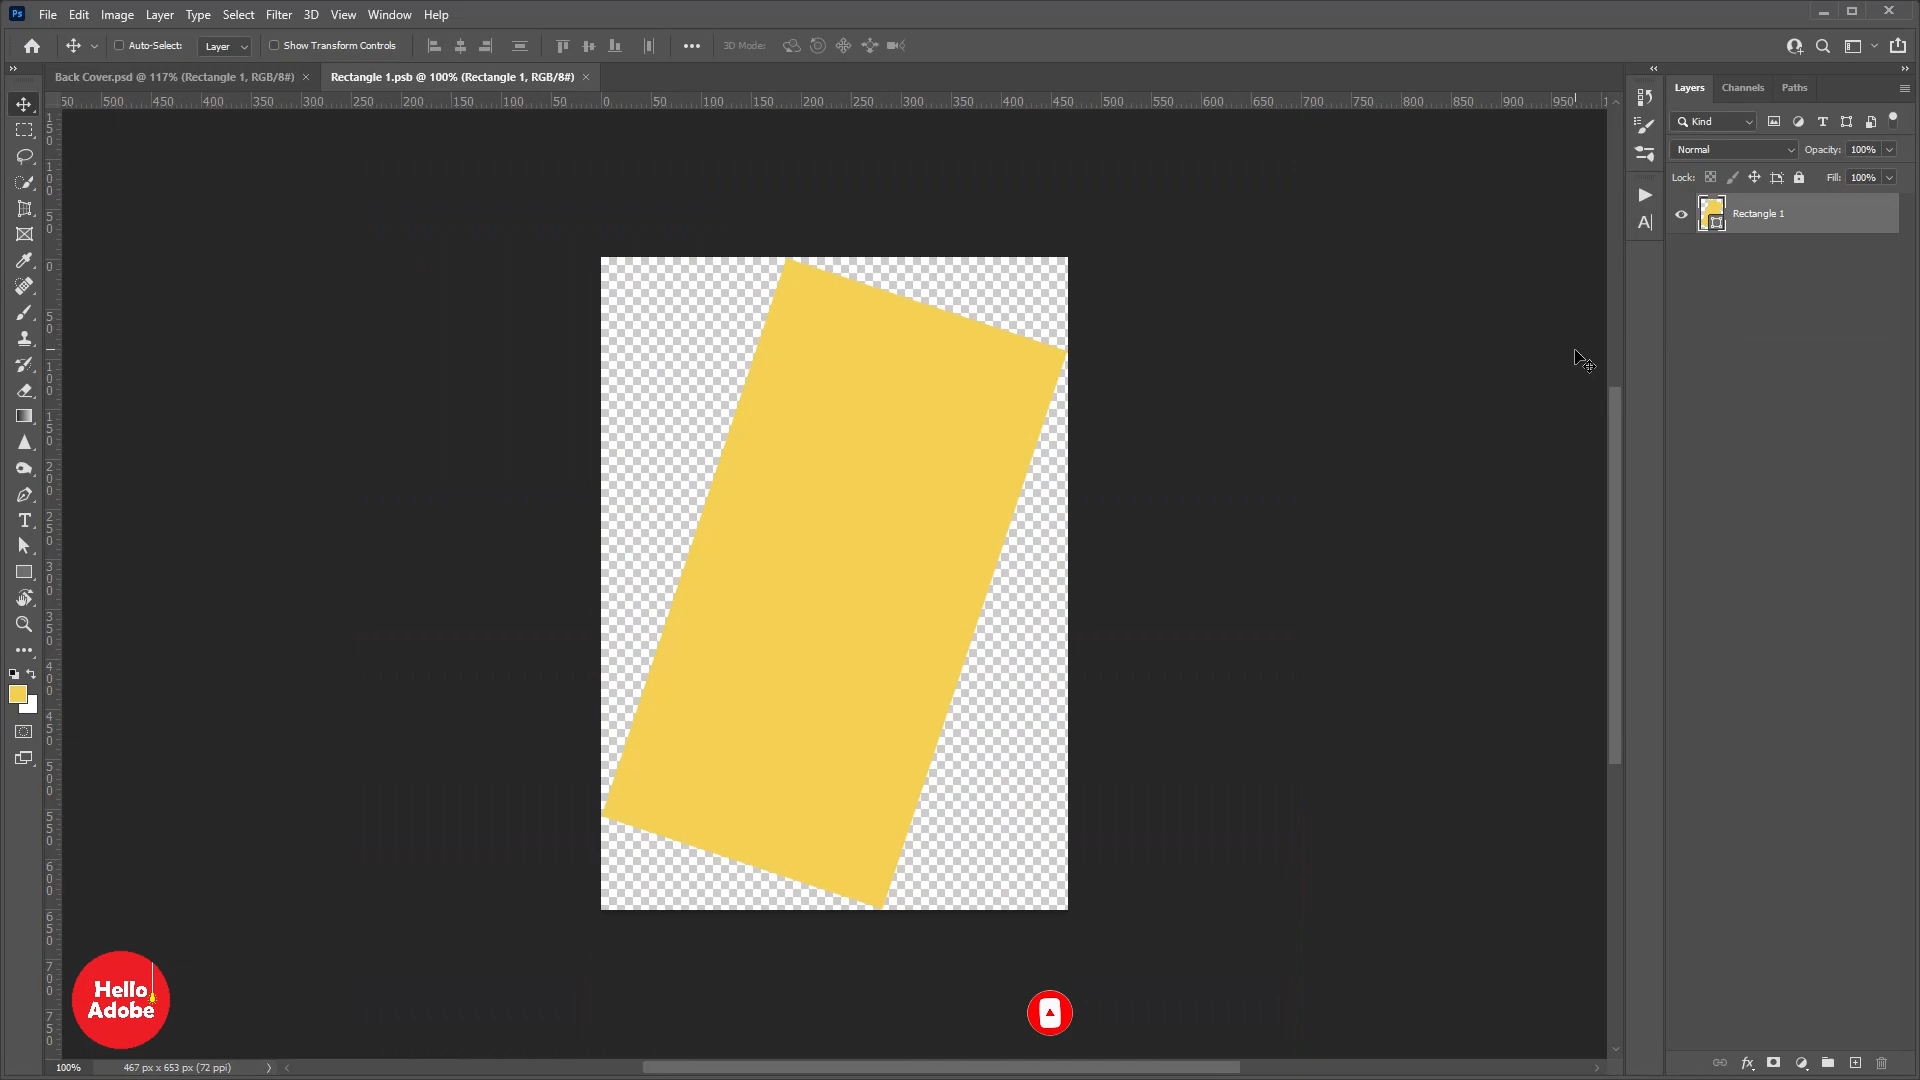 Ps File Edit Image Layer Type Select Filter 3D View Window Help
Auto-Select: Layer Show Transform Controls 3D Mode:
Back Cover.psd @ 117% (Rectangle 1, RGB/8#) × Rectangle 1.psb @ 100% (Rectangle 1, RGB/8#) ×
50 500 450 400 350 300 250 200 150 100 50 0 50 100 150 200 250 300 350 400 450 500 550 600 650 700 750 800 850 900 950
Layers Channels Paths
Kind
Normal Opacity: 100%
Lock: Fill: 100%
Rectangle 1
150
100
50
0
50
100
150
200
250
300
350
400
450
500
550
600
650
700
750
Hello
Adobe
100% 467 px x 653 px (72 ppi)
fx